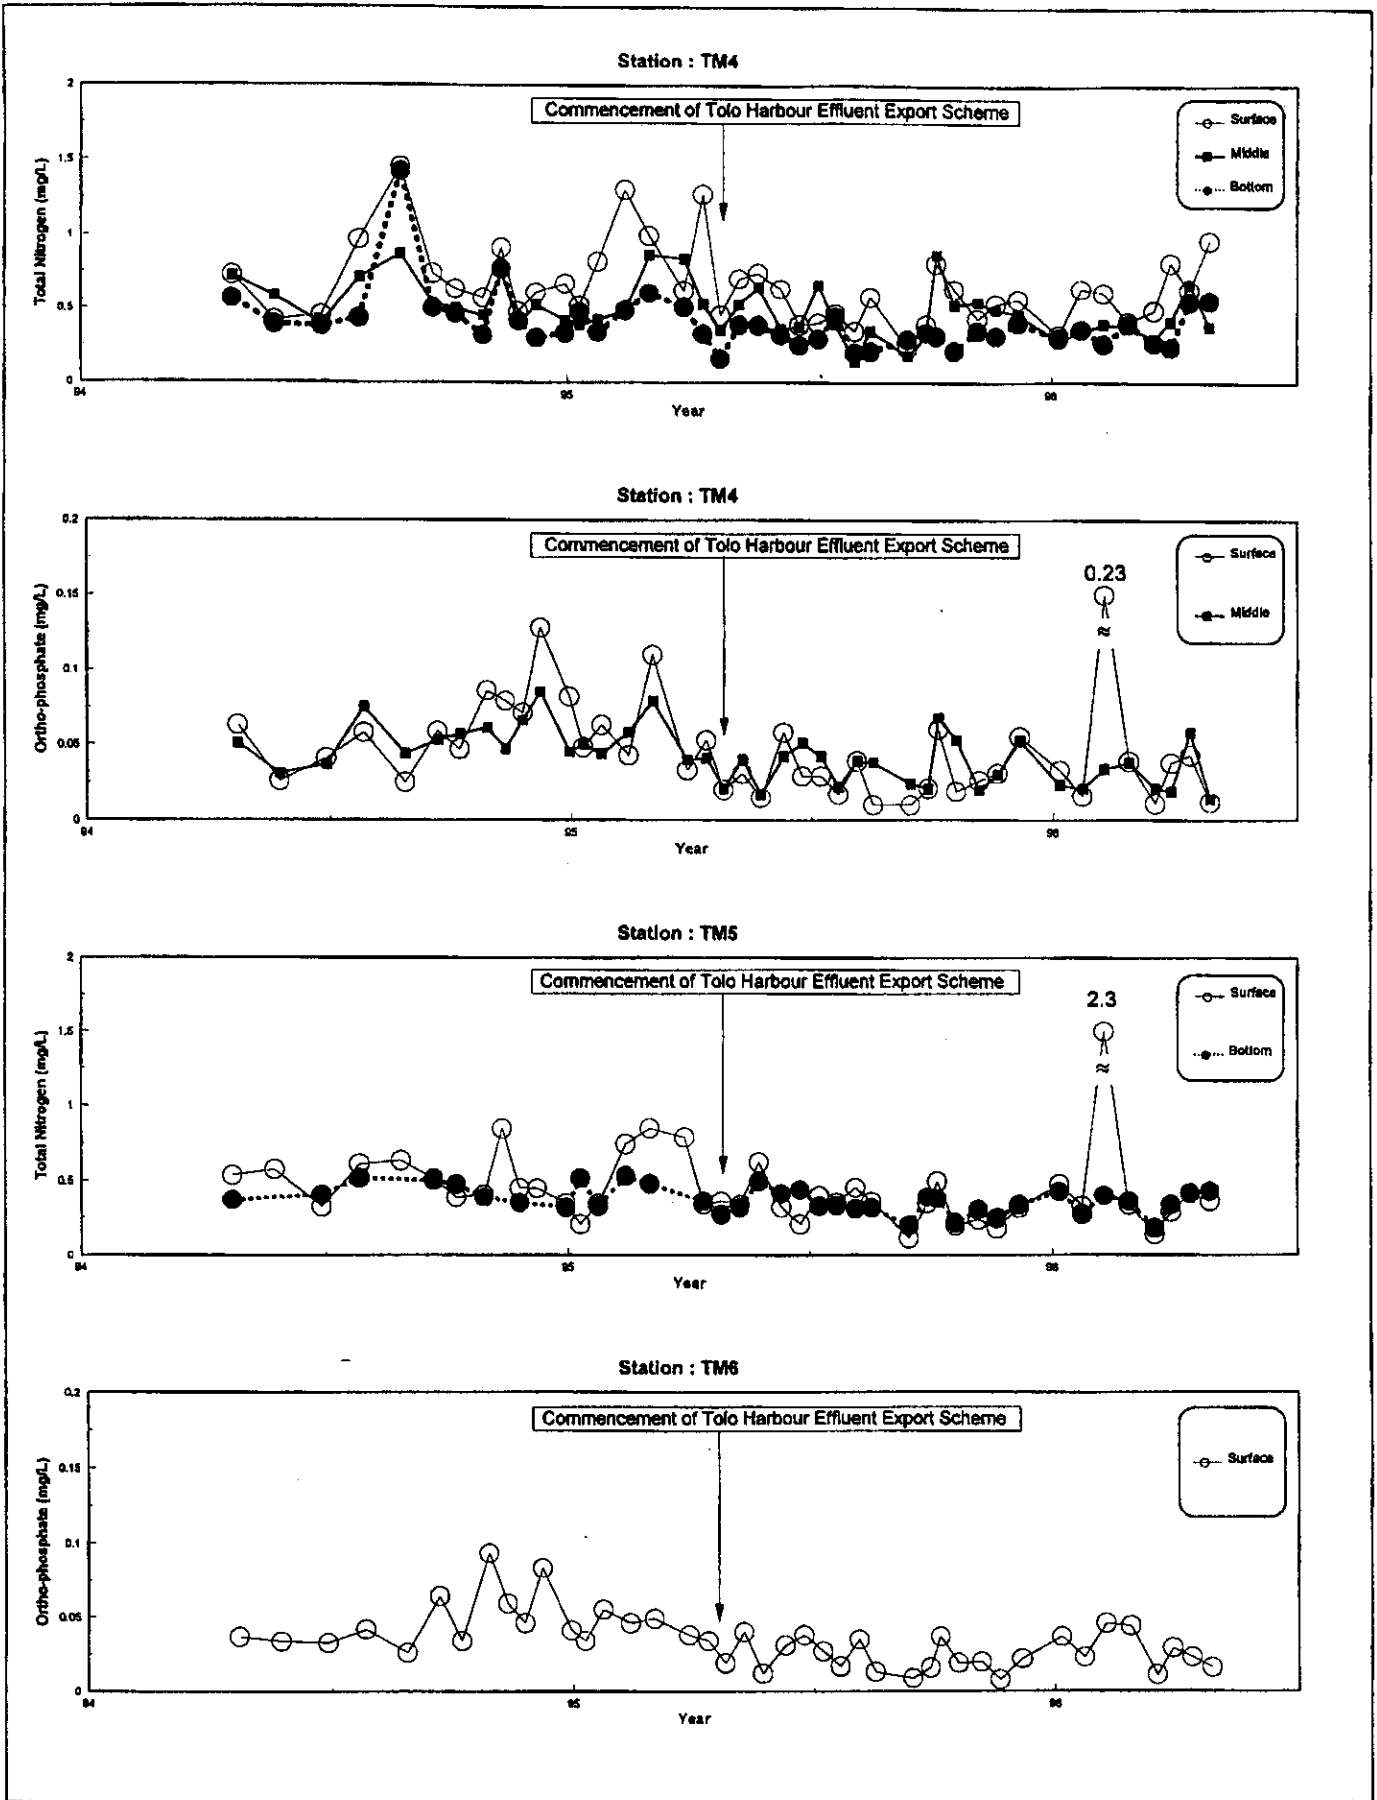 Station : TM4
2
Commencement of Tolo Harbour Effluent Export Scheme
Surface
Middle
Bottom
1.5
1
0.5
0
Total Nitrogen (mg/L)
94
95
96
Year
Station : TM4
0.2
Commencement of Tolo Harbour Effluent Export Scheme
Surface
Middle
0.23
≈
0.15
0.1
0.05
0
Ortho-phosphate (mg/L)
94
95
96
Year
Station : TM5
2
Commencement of Tolo Harbour Effluent Export Scheme
Surface
Bottom
2.3
≈
1.5
1
0.5
0
Total Nitrogen (mg/L)
94
95
96
Year
Station : TM6
0.2
Commencement of Tolo Harbour Effluent Export Scheme
Surface
0.15
0.1
0.05
0
Ortho-phosphate (mg/L)
94
95
96
Year